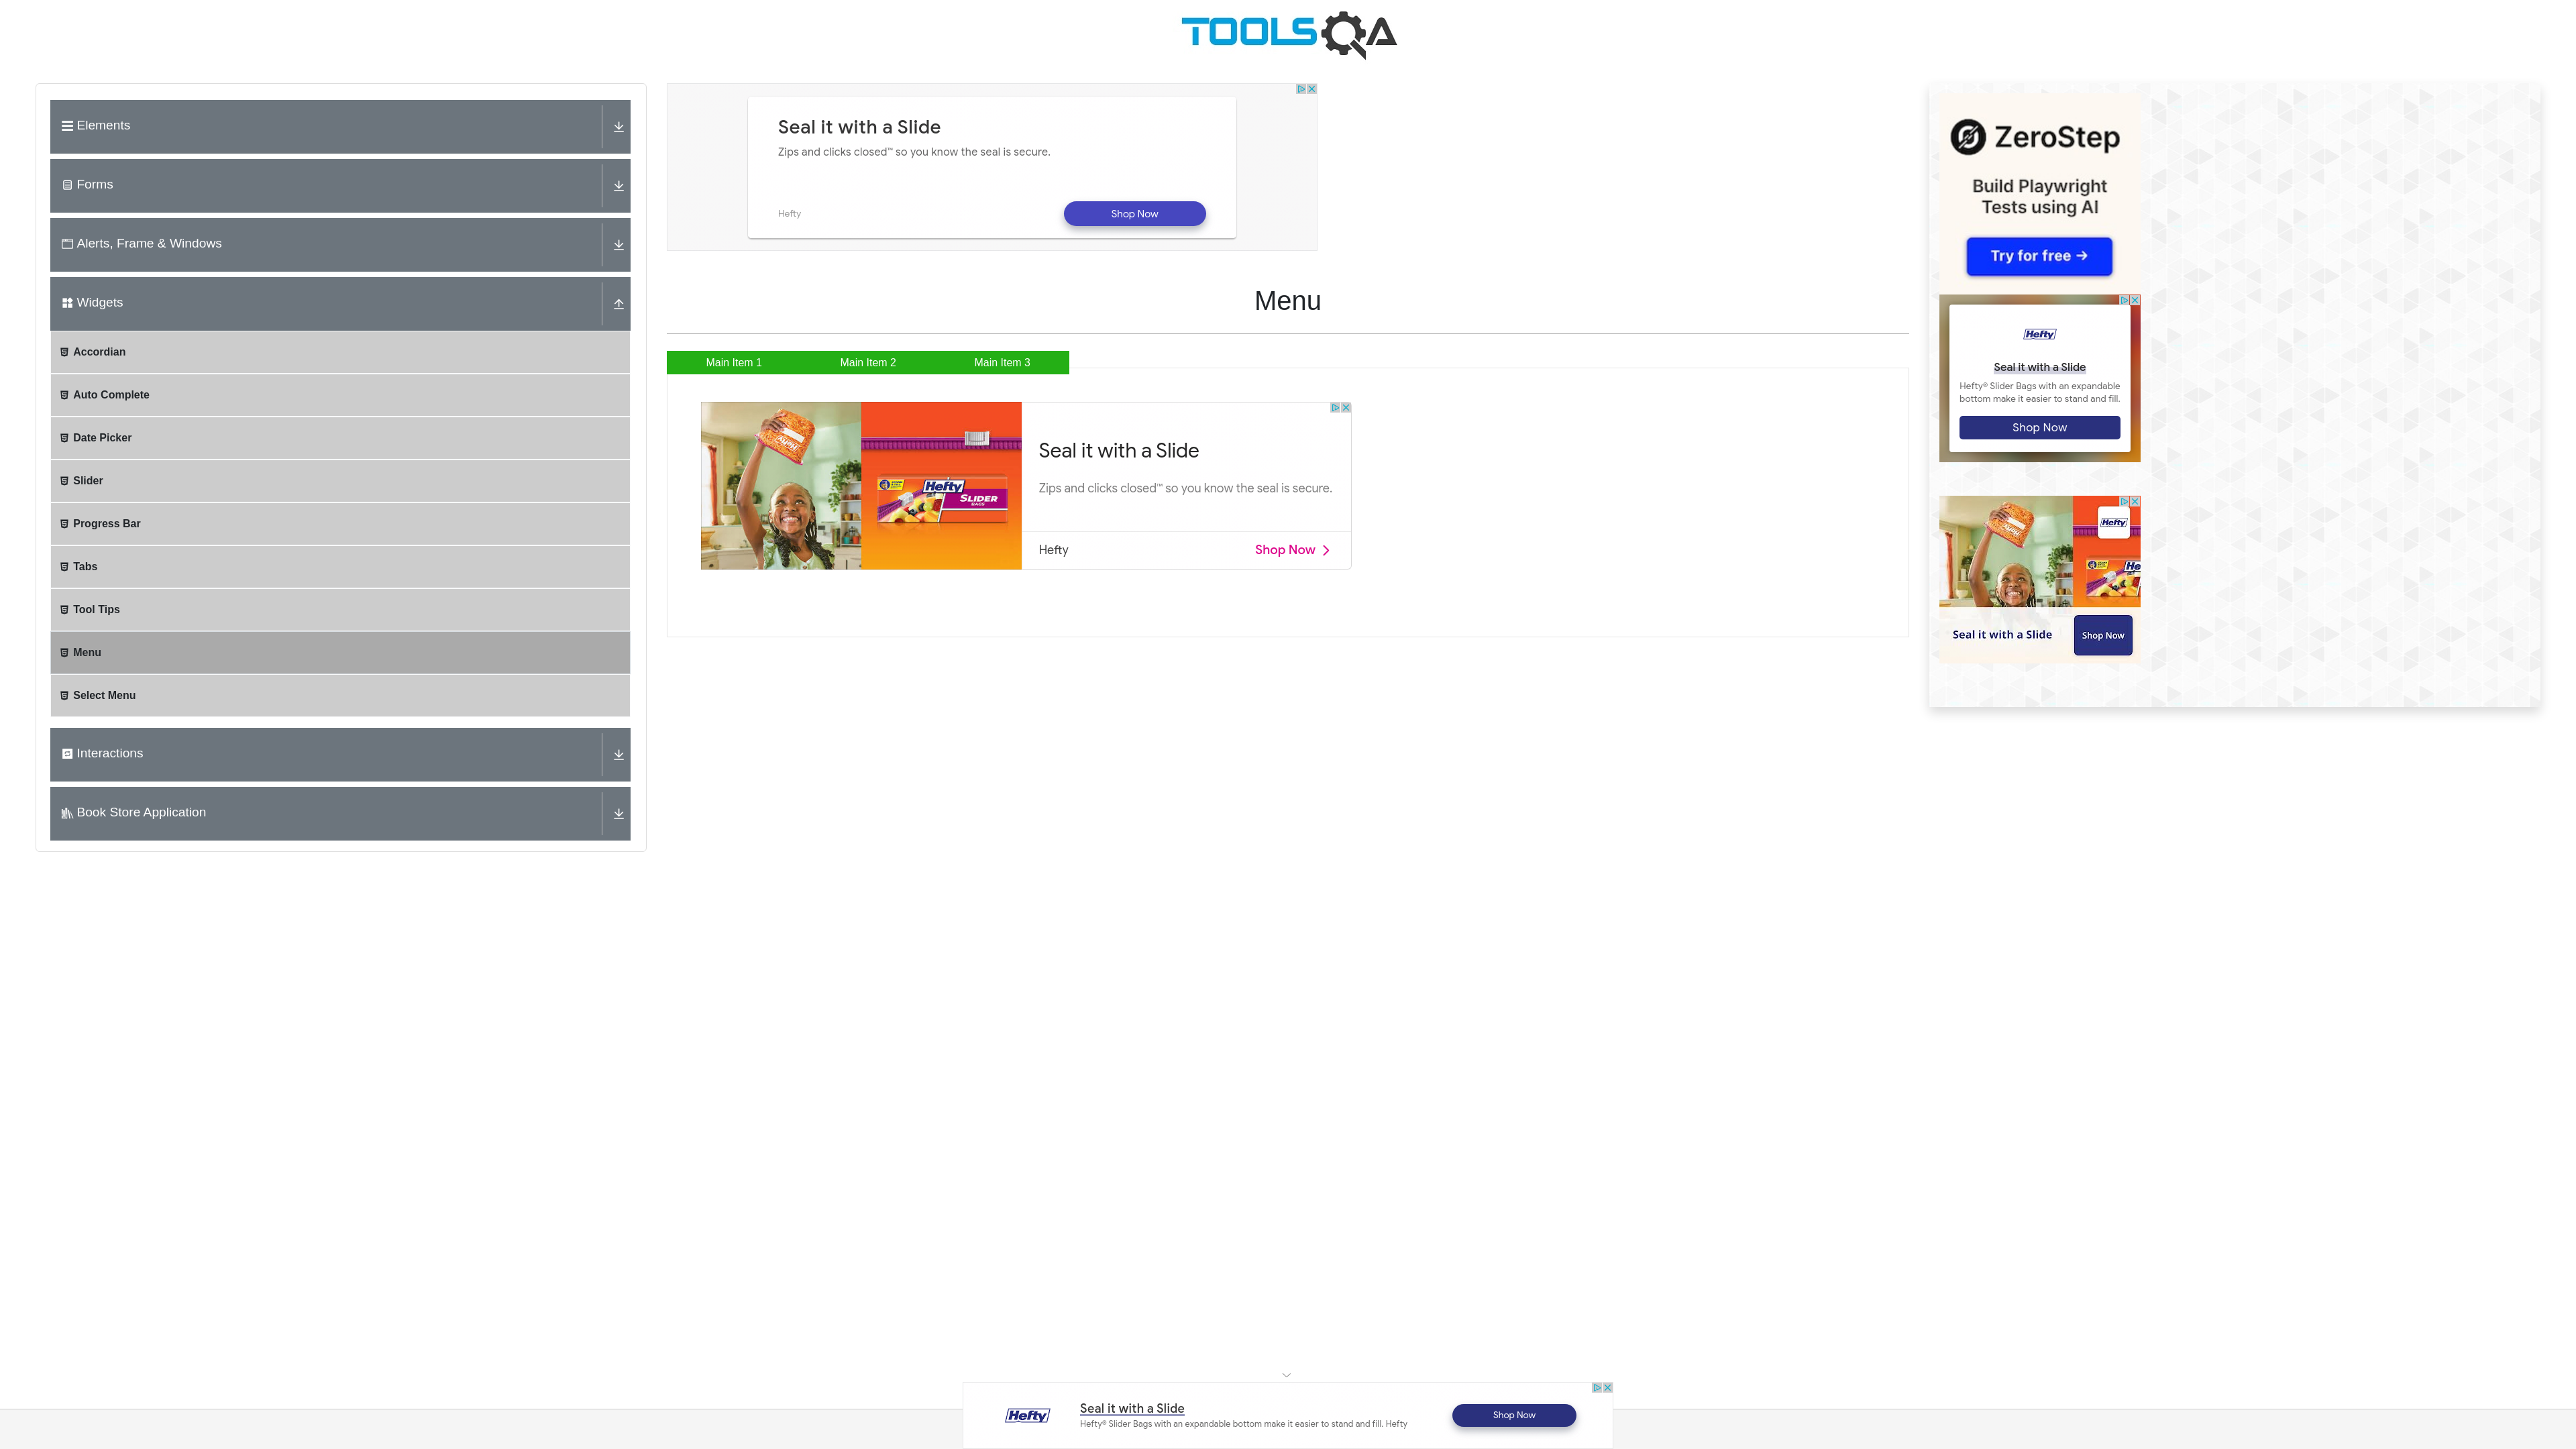 TOOLSQA
Elements
Forms
Alerts, Frame & Windows
Widgets
Accordian
Auto Complete
Date Picker
Slider
Progress Bar
Tabs
Tool Tips
Menu
Select Menu
Interactions
Book Store Application
Seal it with a Slide
Zips and clicks closed™ so you know the seal is secure.
Hefty
Shop Now
Menu
Main Item 1
Main Item 2
Main Item 3
Hefty
Hefty
SLIDER
BAGS
Seal it with a Slide
Zips and clicks closed™ so you know the seal is secure.
Hefty
Shop Now
ZeroStep
Build Playwright
Tests using AI
Try for free →
Hefty
Seal it with a Slide
Hefty® Slider Bags with an expandable
bottom make it easier to stand and fill.
Shop Now
Hefty
He
Seal it with a Slide
Shop Now
Hefty
Seal it with a Slide
Hefty® Slider Bags with an expandable bottom make it easier to stand and fill. Hefty
Shop Now